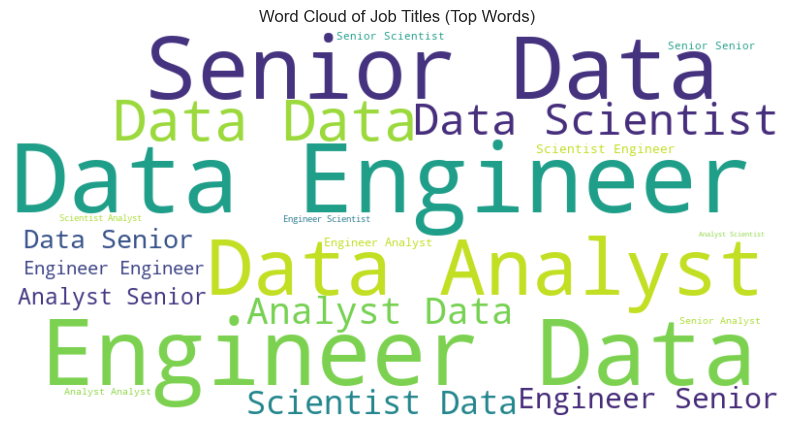 Word Cloud of Job Titles (Top Words)
Senior Scientist
Senior Senior
Senior Data
Data Data
Data Scientist
Scientist Engineer
Data Engineer
Scientist Analyst
Engineer Scientist
Analyst Scientist
Data Senior
Engineer Analyst
Data Analyst
Engineer Engineer
Analyst Senior
Analyst Data
Senior Analyst
Engineer Data
Analyst Analyst
Scientist Data
Engineer Senior